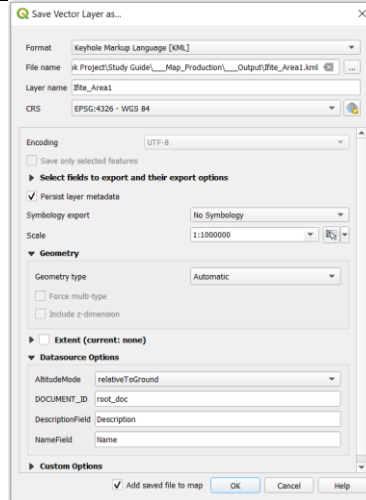 Save Vector Layer as...
Format Keyhole Markup Language [KML]
File name ok Project\Study Guide\___Map_Production\___Output\Ifite_Area1.kml ...
Layer name Ifite_Area1
CRS EPSG:4326 - WGS 84
Encoding UTF-8
Save only selected features
Select fields to export and their export options
Persist layer metadata
Symbology export No Symbology
Scale 1:1000000
Geometry
Geometry type Automatic
Force multi-type
Include z-dimension
Extent (current: none)
Datasource Options
AltitudeMode relativeToGround
DOCUMENT_ID root_doc
DescriptionField Description
NameField Name
Custom Options
Add saved file to map OK Cancel Help